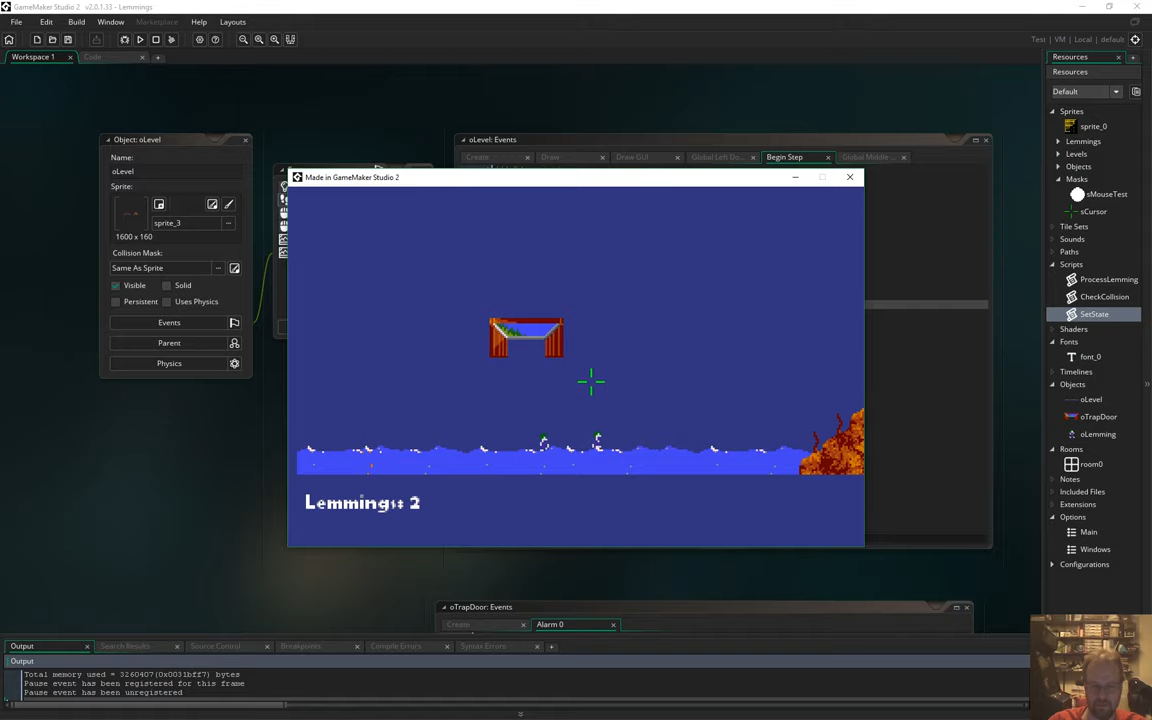 GameMaker Studio 2   v2.0.1.33 - Lemmings
File Edit Build Window Marketplace Help Layouts
Test | VM | Local | default
Workspace 1 Code
Resources
Resources
Default
Sprites
sprite_0
Lemmings
Levels
Objects
Masks
sMouseTest
sCursor
Tile Sets
Sounds
Paths
Scripts
ProcessLemming
CheckCollision
SetState
Shaders
Fonts
font_0
Timelines
Objects
oLevel
oTrapDoor
oLemming
Rooms
room0
Notes
Included Files
Extensions
Options
Main
Windows
Configurations
Object: oLevel
Name:
oLevel
Sprite:
sprite_3
1600 x 160
Collision Mask:
Same As Sprite
Visible Solid
Persistent Uses Physics
Events
Parent
Physics
oLevel: Events
Create Draw Draw GUI Global Left Do... Begin Step Global Middle ...
Made in GameMaker Studio 2
Lemmings: 2
oTrapDoor: Events
Create Alarm 0
Output Search Results Source Control Breakpoints Compile Errors Syntax Errors
Output
Total memory used = 3260407(0x0031bff7) bytes
Pause event has been registered for this frame
Pause event has been unregistered